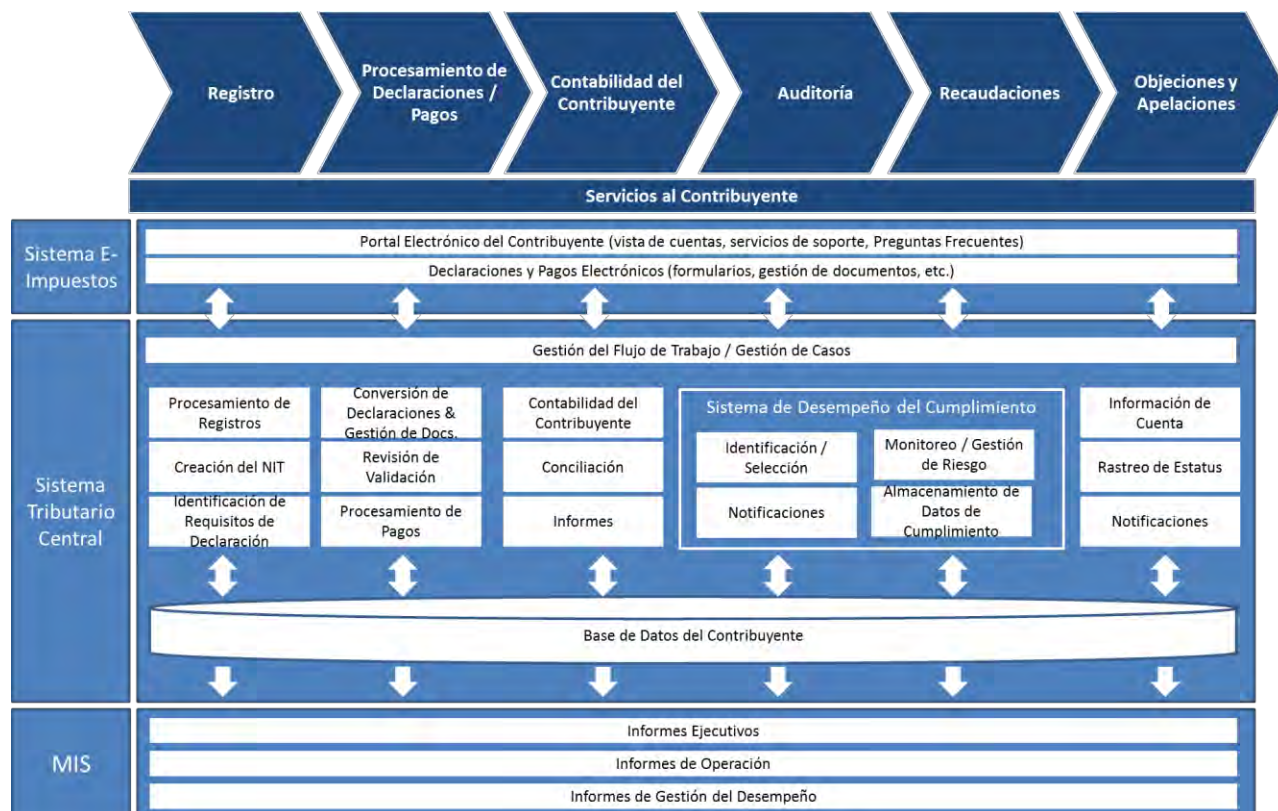 Registro
Procesamiento de
Declaraciones /
Pagos
Contabilidad del
Contribuyente
Auditoría
Recaudaciones
Objeciones y
Apelaciones
Servicios al Contribuyente
Sistema E-
Impuestos
Portal Electrónico del Contribuyente (vista de cuentas, servicios de soporte, Preguntas Frecuentes)
Declaraciones y Pagos Electrónicos (formularios, gestión de documentos, etc.)
Sistema
Tributario
Central
Gestión del Flujo de Trabajo / Gestión de Casos
Procesamiento de
Registros
Creación del NIT
Identificación de
Requisitos de
Declaración
Conversión de
Declaraciones &
Gestión de Docs.
Revisión de
Validación
Procesamiento de
Pagos
Contabilidad del
Contribuyente
Conciliación
Informes
Sistema de Desempeño del Cumplimiento
Identificación /
Selección
Notificaciones
Monitoreo / Gestión
de Riesgo
Almacenamiento de
Datos de
Cumplimiento
Información de
Cuenta
Rastreo de Estatus
Notificaciones
Base de Datos del Contribuyente
MIS
Informes Ejecutivos
Informes de Operación
Informes de Gestión del Desempeño